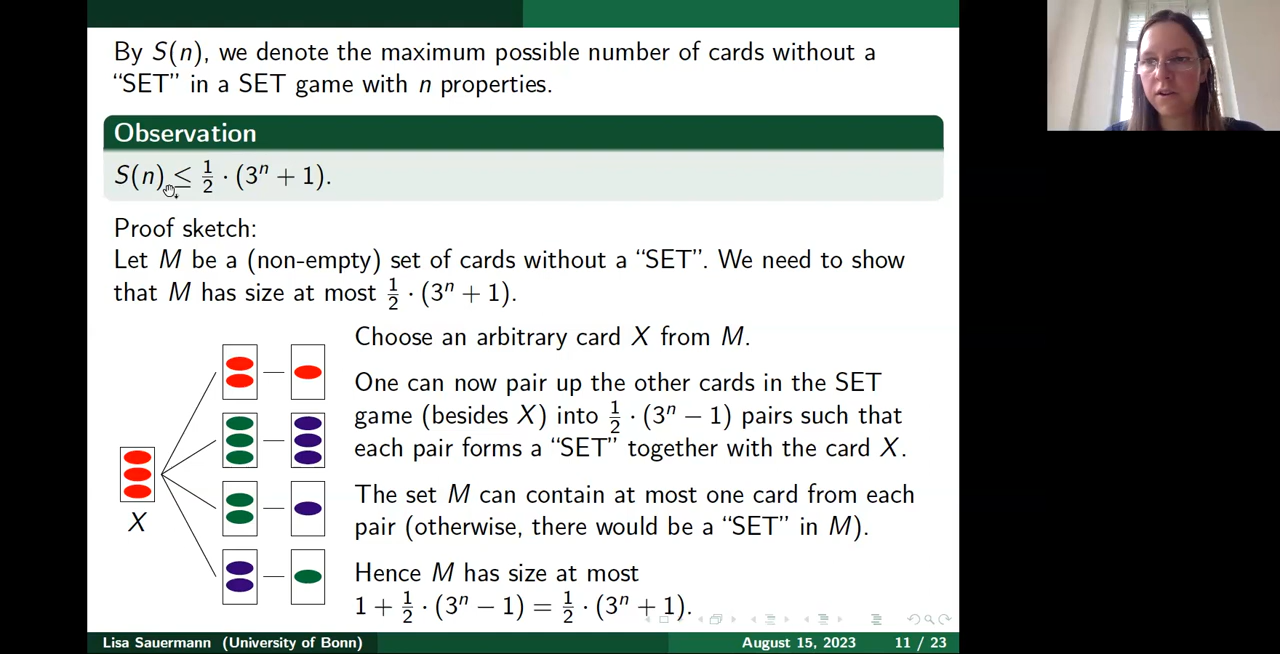 By S(n), we denote the maximum possible number of cards without a
“SET” in a SET game with n properties.
Observation
S(n) ≤ 1/2 · (3ⁿ + 1).
Proof sketch:
Let M be a (non-empty) set of cards without a “SET”. We need to show
that M has size at most 1/2 · (3ⁿ + 1).
Choose an arbitrary card X from M.
One can now pair up the other cards in the SET
game (besides X) into 1/2 · (3ⁿ − 1) pairs such that
each pair forms a “SET” together with the card X.
X
The set M can contain at most one card from each
pair (otherwise, there would be a “SET” in M).
Hence M has size at most
1 + 1/2 · (3ⁿ − 1) = 1/2 · (3ⁿ + 1).
Lisa Sauermann (University of Bonn) August 15, 2023 11 / 23